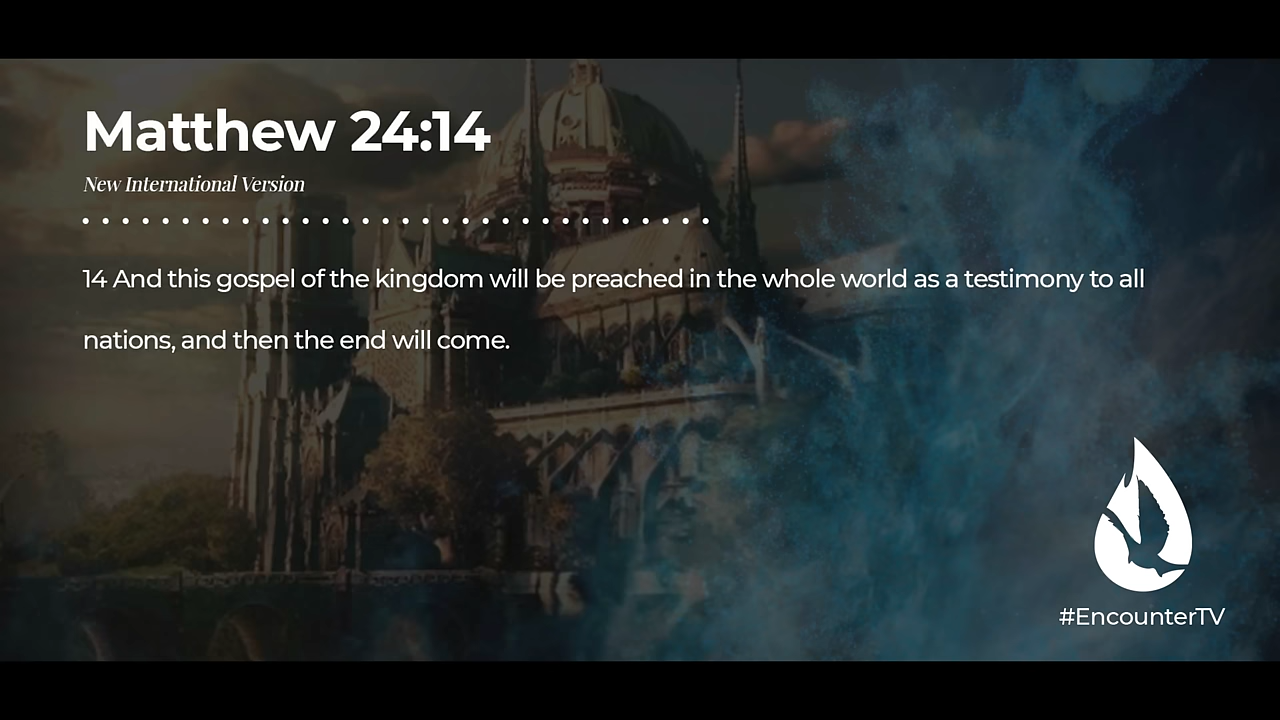 Matthew 24:14
New International Version
14 And this gospel of the kingdom will be preached in the whole world as a testimony to all
nations, and then the end will come.
#EncounterTV